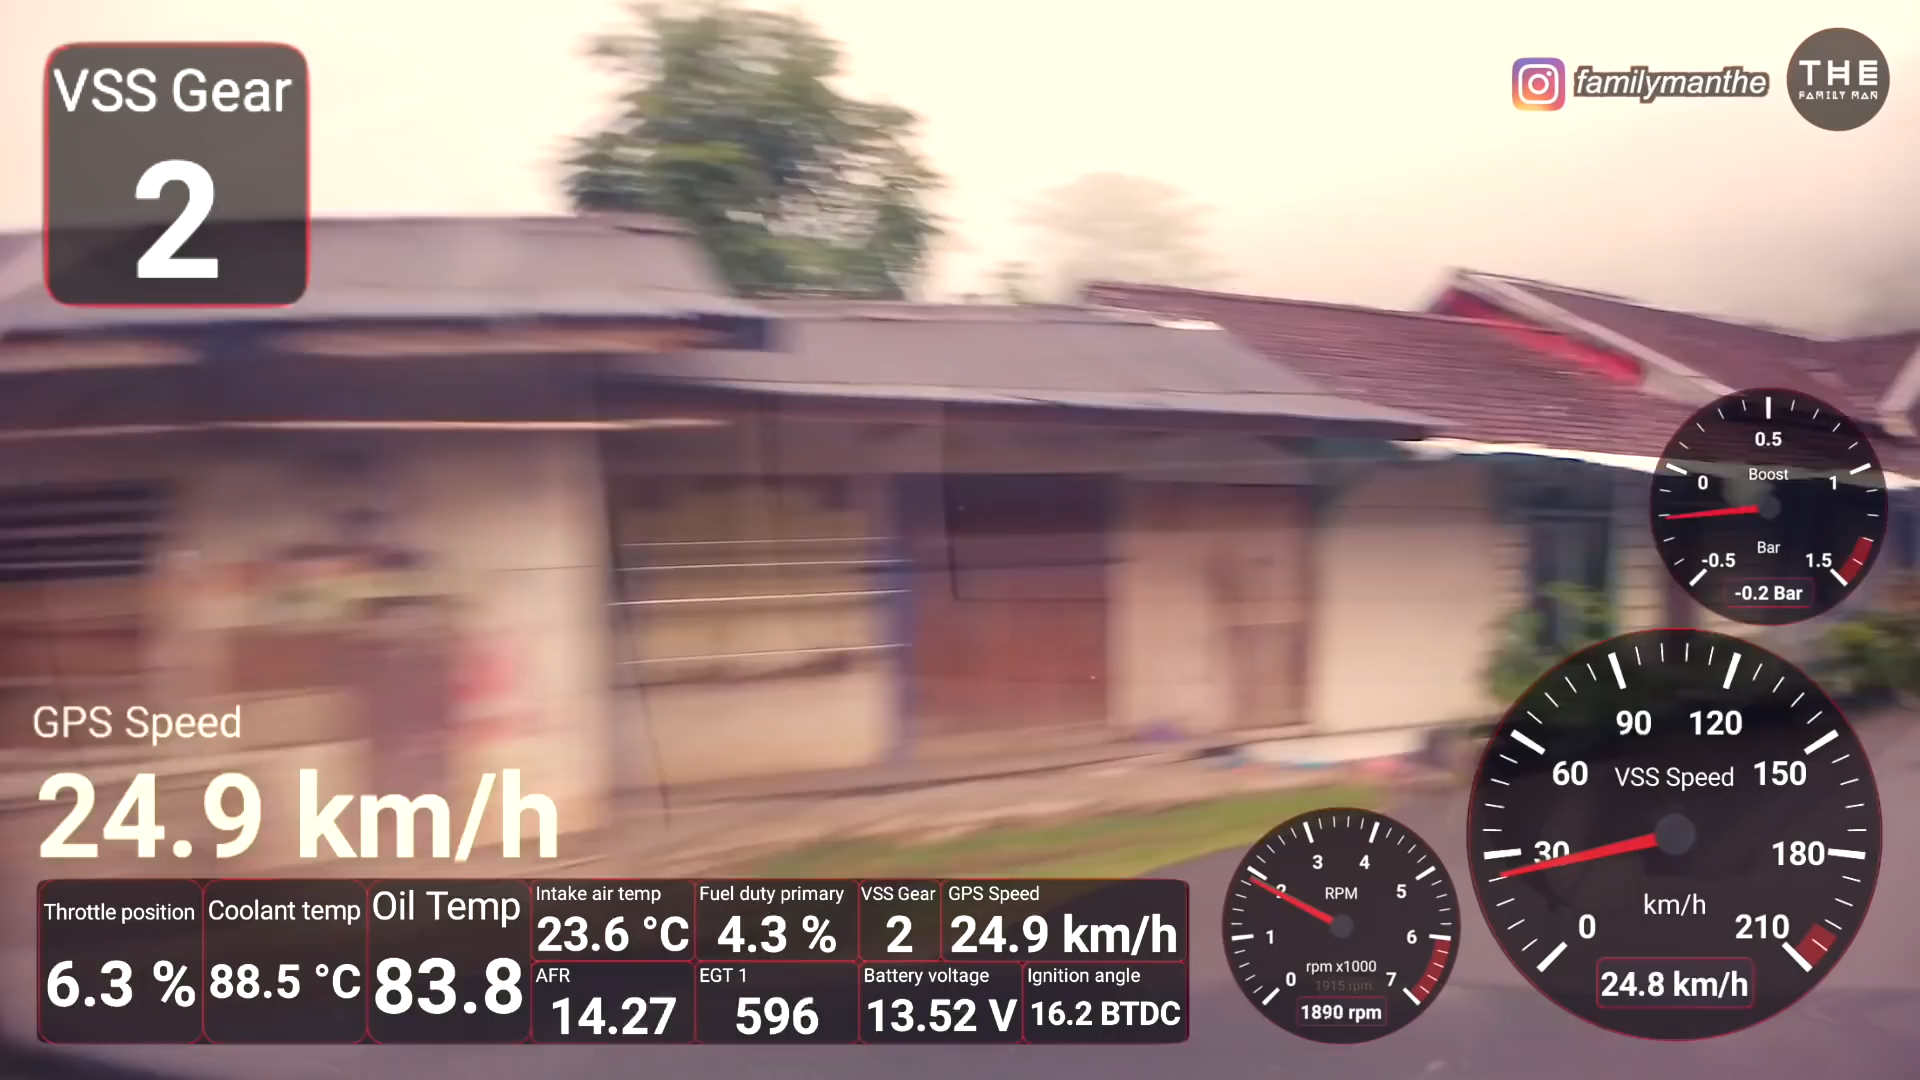 VSS Gear
2
familymanthe
THE
FAMILY MAN
0.5
Boost
0
1
Bar
-0.5
1.5
-0.2 Bar
GPS Speed
24.9 km/h
90
120
60
VSS Speed
150
30
180
km/h
0
210
24.8 km/h
3
4
2
RPM
5
1
6
rpm x1000
0
1915 rpm
7
1890 rpm
Throttle position
6.3 %
Coolant temp
88.5 °C
Oil Temp
83.8
Intake air temp
23.6 °C
Fuel duty primary
4.3 %
VSS Gear
2
GPS Speed
24.9 km/h
AFR
14.27
EGT 1
596
Battery voltage
13.52 V
Ignition angle
16.2 BTDC